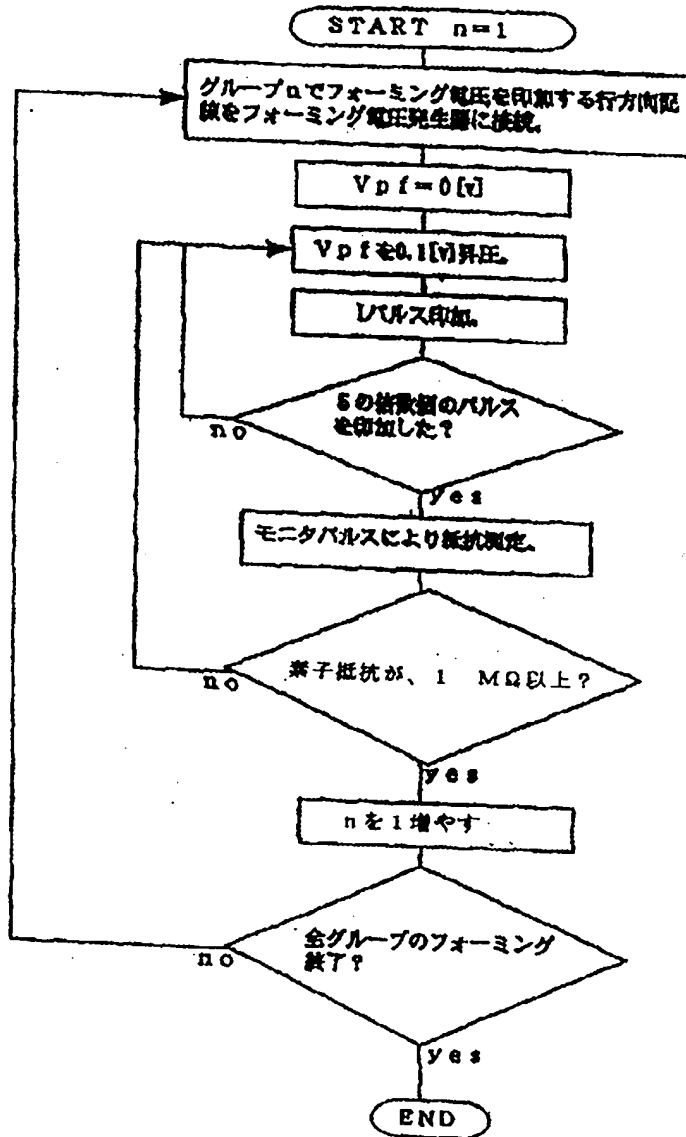 START n=1
グループnでフォーミング電圧を印加する行方向配
線をフォーミング電圧発生器に接続。
Vpf=0[v]
Vpfを0.1[v]昇圧。
1パルス印加。
5の倍数個のパルス
を印加した?
no
yes
モニタパルスにより抵抗測定。
素子抵抗が、1 MΩ以上?
no
yes
nを1増やす
全グループのフォーミング
終了?
no
yes
END